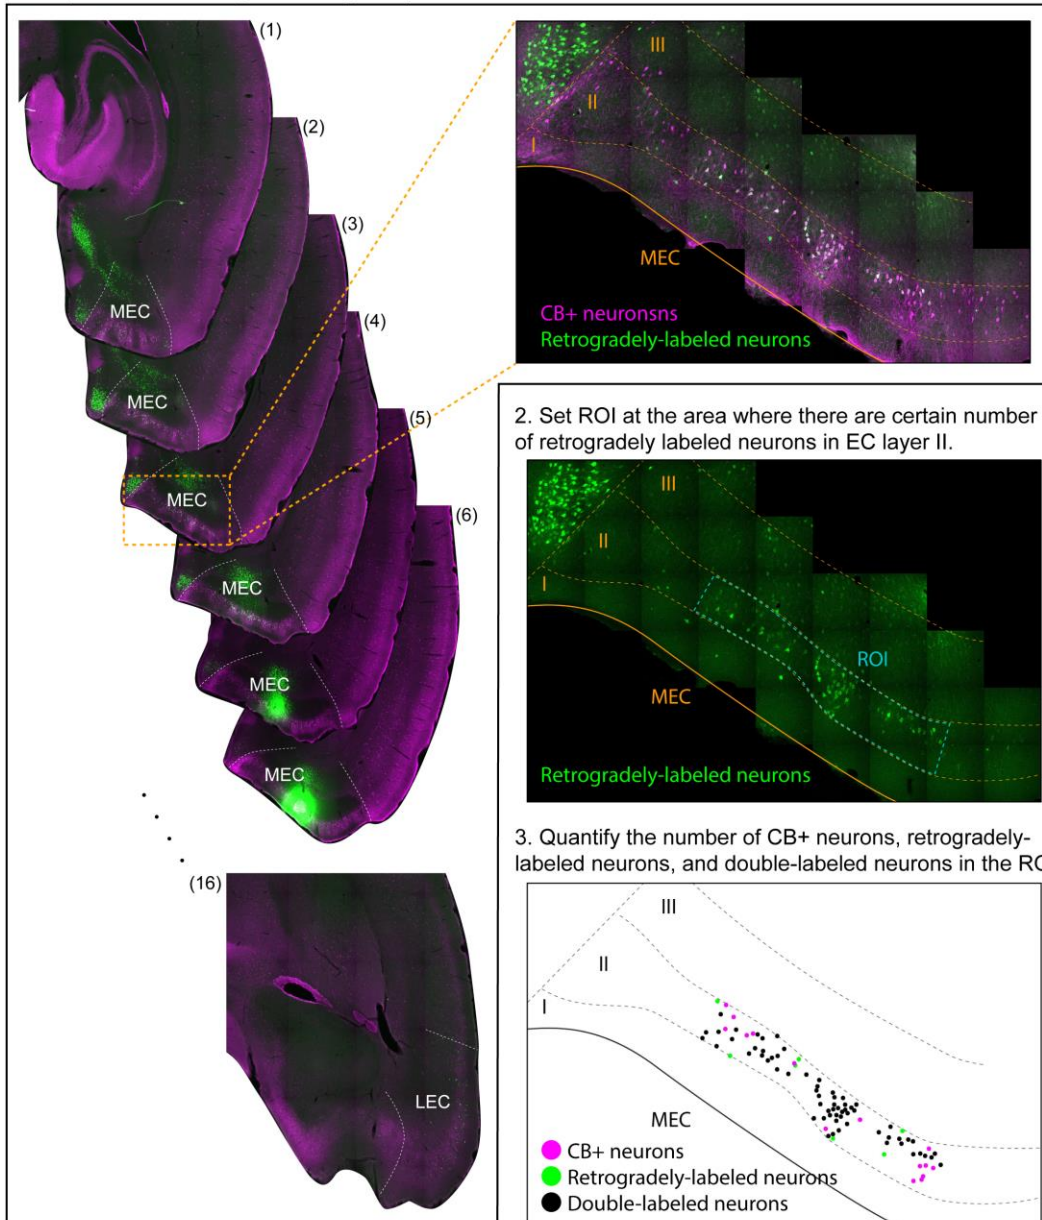 (1)
(2)
(3)
(4)
(5)
(6)
MEC
MEC
MEC
MEC
MEC
MEC
(16)
LEC
III
II
I
MEC
CB+ neuronsns
Retrogradely-labeled neurons
2. Set ROI at the area where there are certain number
of retrogradely labeled neurons in EC layer II.
III
II
I
ROI
MEC
Retrogradely-labeled neurons
3. Quantify the number of CB+ neurons, retrogradely-
labeled neurons, and double-labeled neurons in the RO
III
II
I
MEC
CB+ neurons
Retrogradely-labeled neurons
Double-labeled neurons